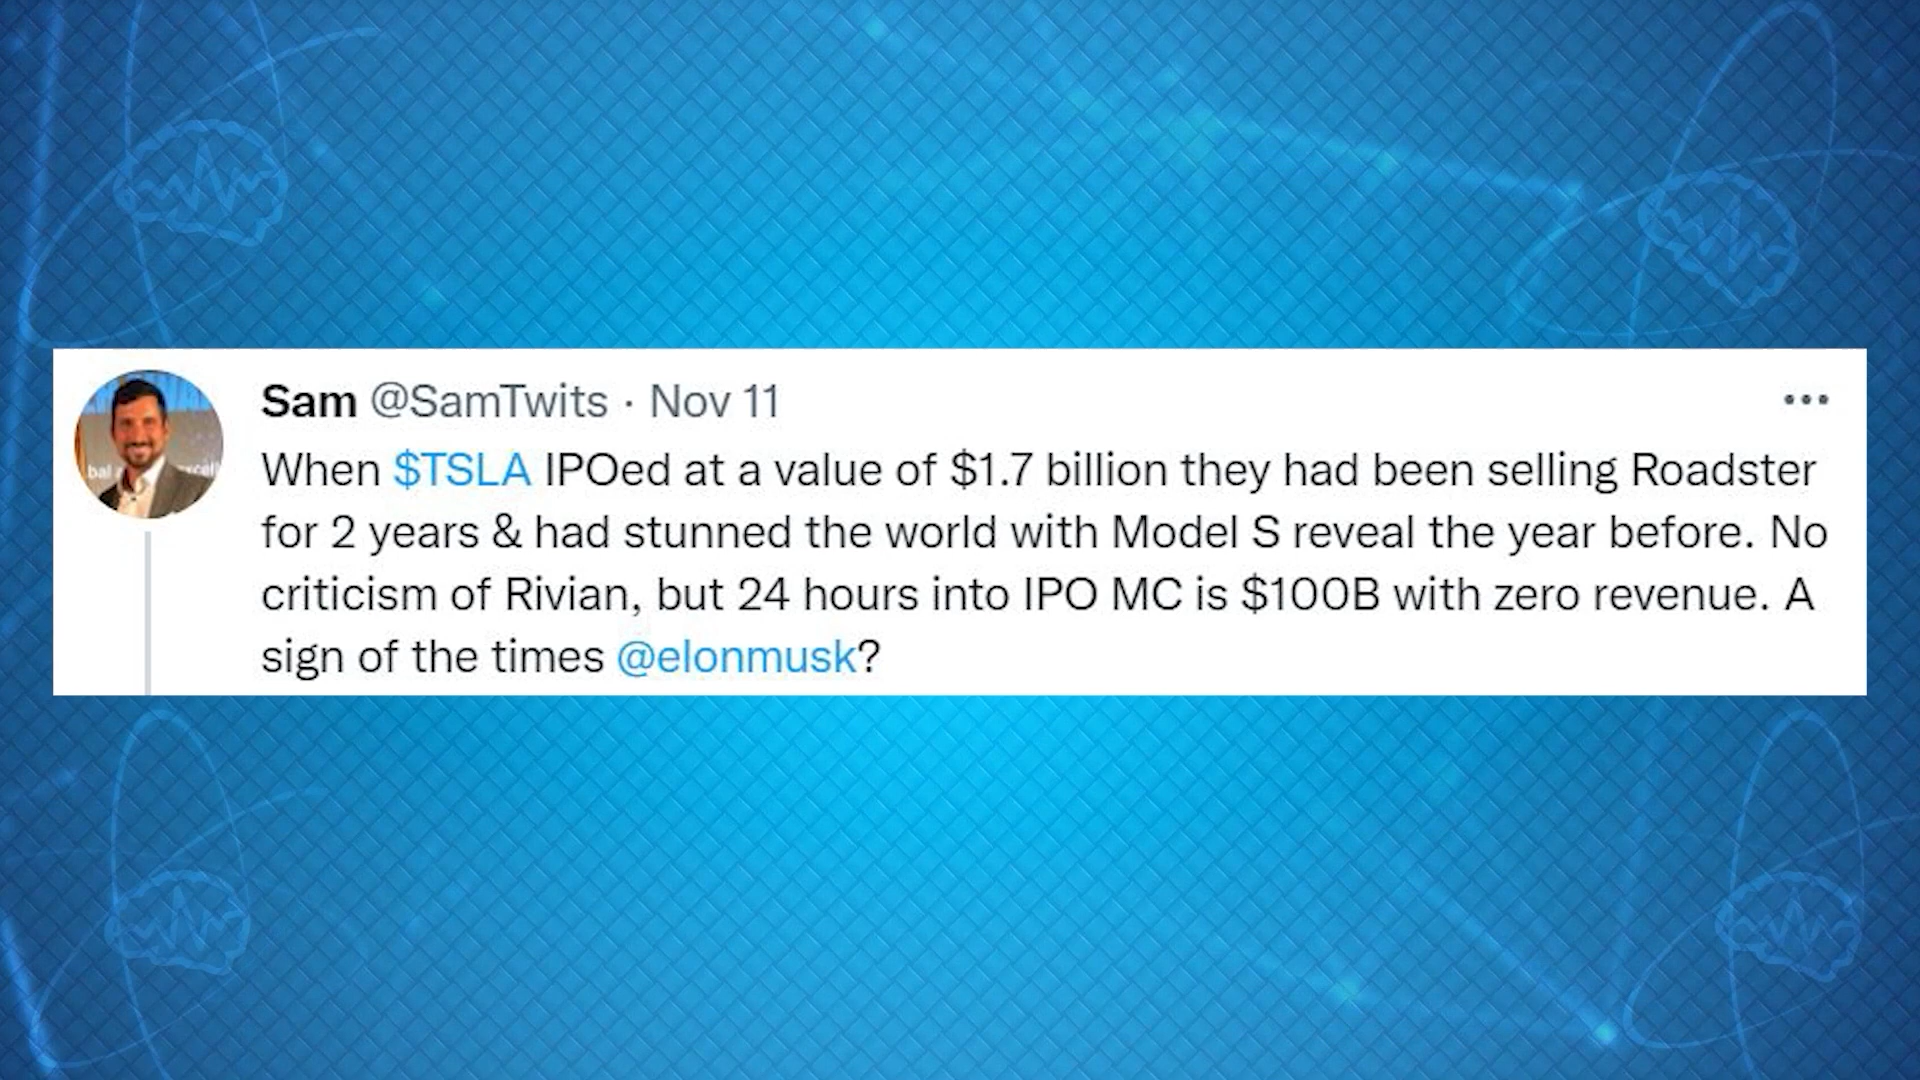 Sam @SamTwits · Nov 11
When $TSLA IPOed at a value of $1.7 billion they had been selling Roadster
for 2 years & had stunned the world with Model S reveal the year before. No
criticism of Rivian, but 24 hours into IPO MC is $100B with zero revenue. A
sign of the times @elonmusk?